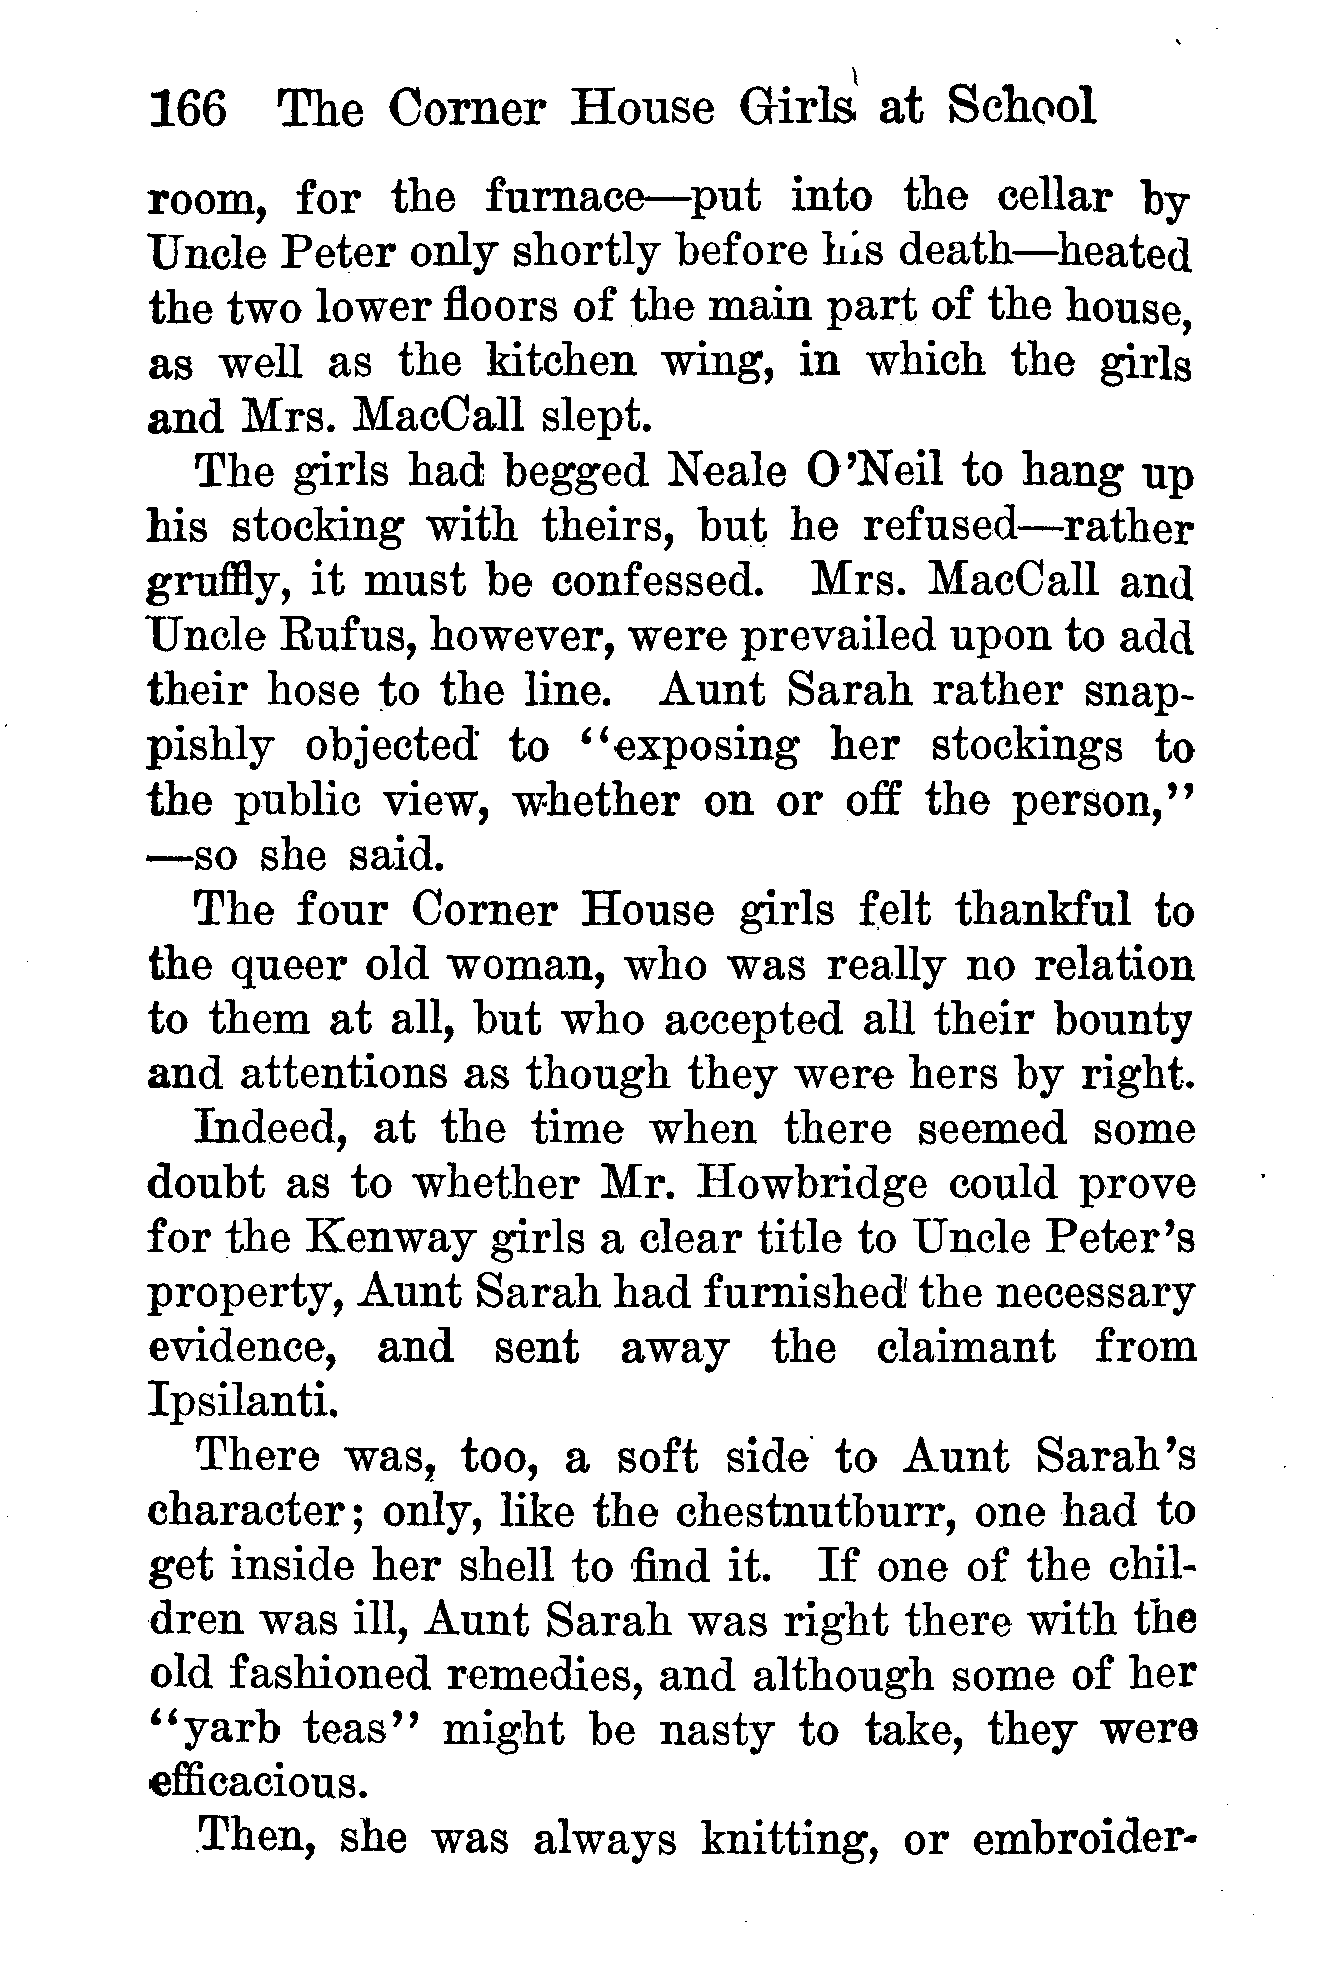 166 The Corner House Girls at School
room, for the furnace—put into the cellar by
Uncle Peter only shortly before his death—heated
the two lower floors of the main part of the house,
as well as the kitchen wing, in which the girls
and Mrs. MacCall slept.
The girls had begged Neale O'Neil to hang up
his stocking with theirs, but he refused—rather
gruffly, it must be confessed. Mrs. MacCall and
Uncle Rufus, however, were prevailed upon to add
their hose to the line. Aunt Sarah rather snap-
pishly objected to "exposing her stockings to
the public view, whether on or off the person,"
—so she said.
The four Corner House girls felt thankful to
the queer old woman, who was really no relation
to them at all, but who accepted all their bounty
and attentions as though they were hers by right.
Indeed, at the time when there seemed some
doubt as to whether Mr. Howbridge could prove
for the Kenway girls a clear title to Uncle Peter's
property, Aunt Sarah had furnished the necessary
evidence, and sent away the claimant from
Ipsilanti.
There was, too, a soft side to Aunt Sarah's
character; only, like the chestnutburr, one had to
get inside her shell to find it. If one of the chil-
dren was ill, Aunt Sarah was right there with the
old fashioned remedies, and although some of her
"yarb teas" might be nasty to take, they were
efficacious.
Then, she was always knitting, or embroider-